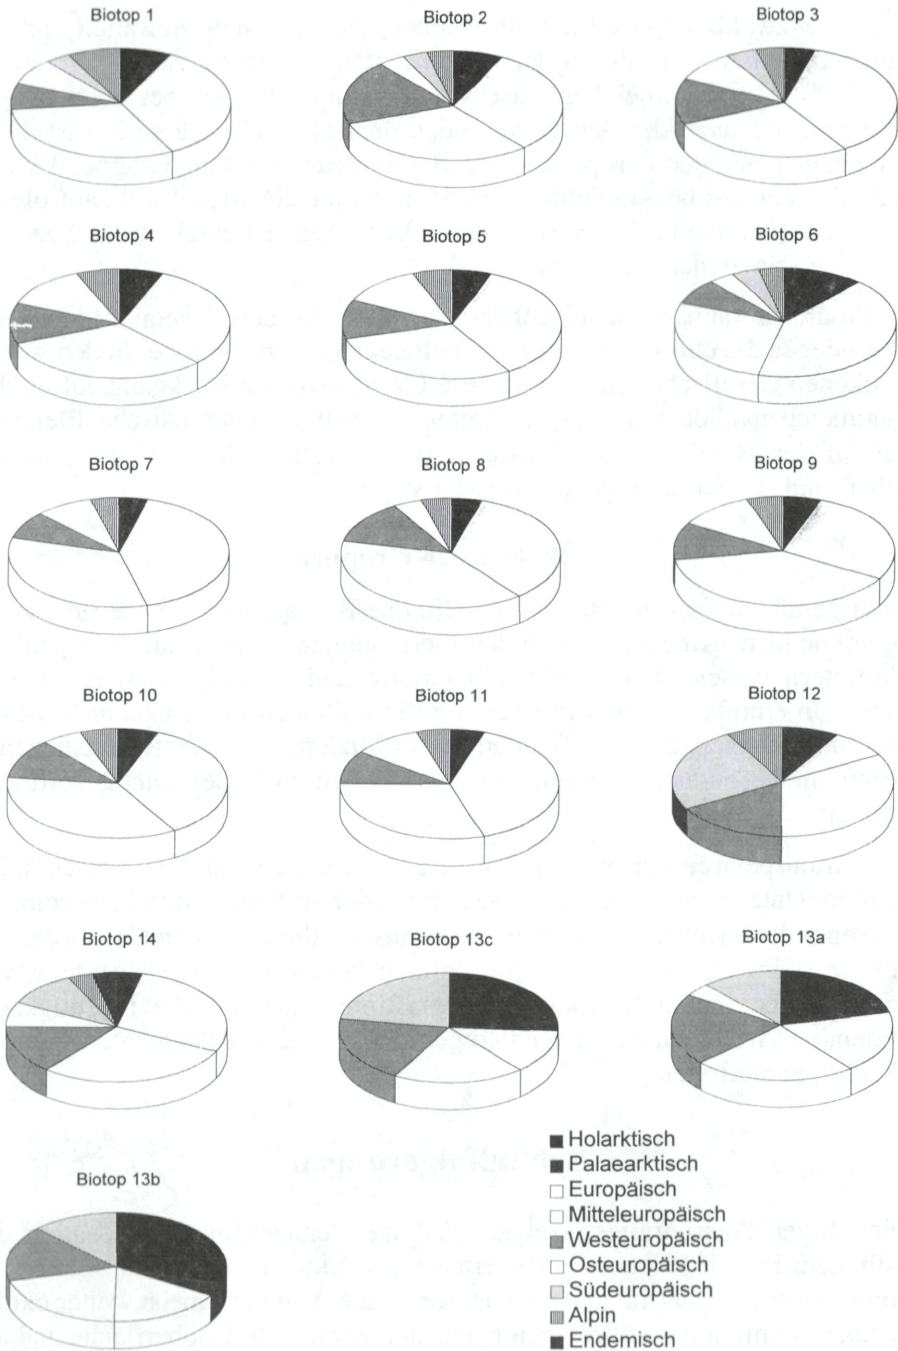 Biotop 1
Biotop 2
Biotop 3
Biotop 4
Biotop 5
Biotop 6
Biotop 7
Biotop 8
Biotop 9
Biotop 10
Biotop 11
Biotop 12
Biotop 14
Biotop 13c
Biotop 13a
Biotop 13b
Holarktisch
Palaearktisch
Europäisch
Mitteleuropäisch
Westeuropäisch
Osteuropäisch
Südeuropäisch
Alpin
Endemisch